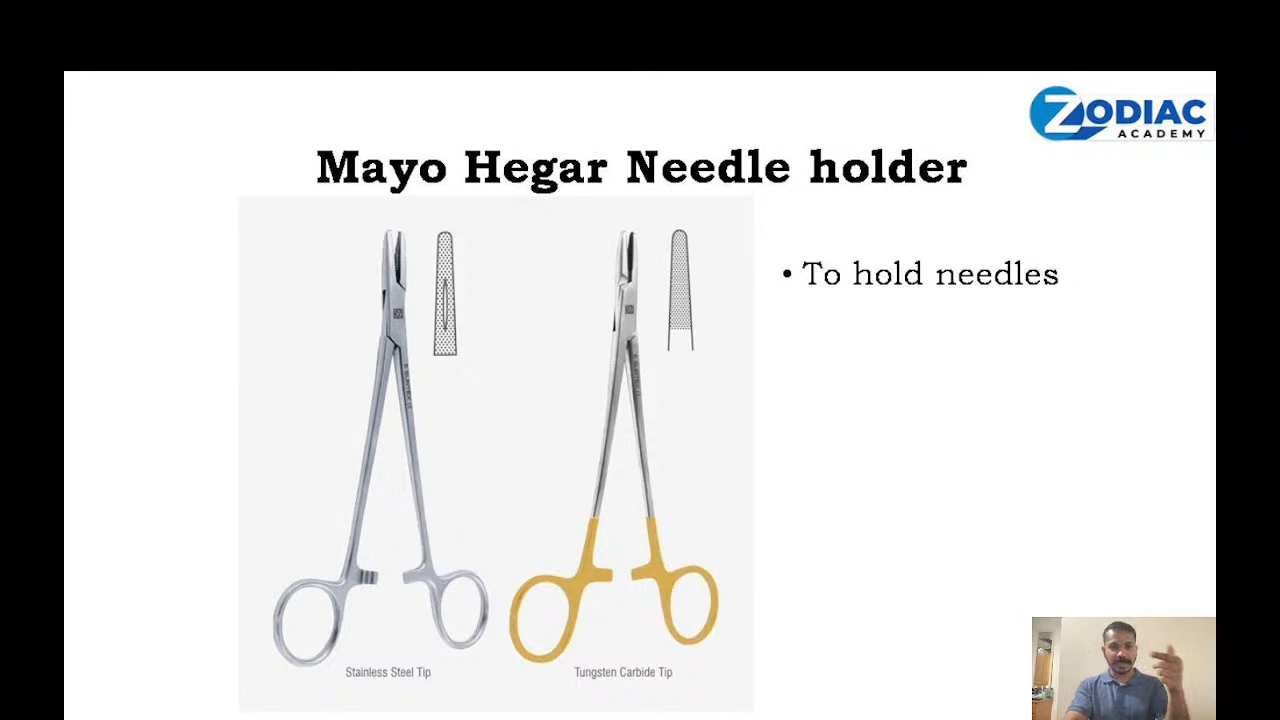 ZODIAC
ACADEMY
Mayo Hegar Needle holder
• To hold needles
Stainless Steel Tip
Tungsten Carbide Tip